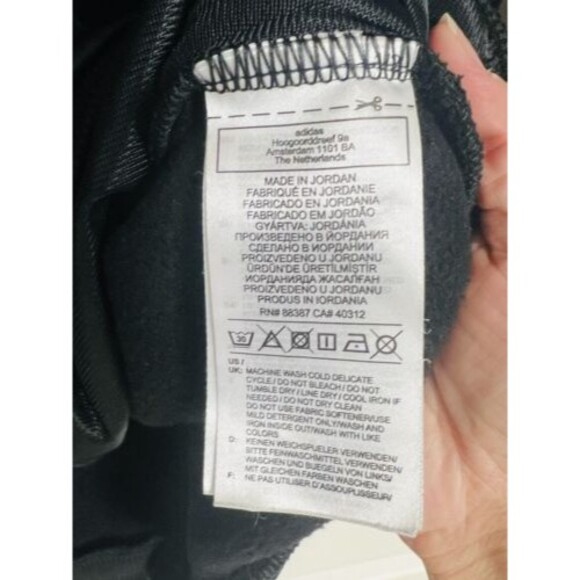 adidas
Hoogoorddreef 9a
Amsterdam 1101 BA
The Netherlands
MADE IN JORDAN
FABRIQUÉ EN JORDANIE
FABRICADO EN JORDANIA
FABRICADO EM JORDÃO
GYÁRTVA: JORDÁNIA
ПРОИЗВЕДЕНО В ЙОРДАНИЯ
СДЕЛАНО В ИОРДАНИИ
PROIZVEDENO U JORDANU
ÜRDÜN'DE ÜRETİLMİŞTİR
ИОРДАНИЯДА ЖАСАЛҒАН
PROIZVEDENO U JORDANU
PRODUS IN IORDANIA
RN# 88387 CA# 40312
30
US /
UK: MACHINE WASH COLD DELICATE
CYCLE / DO NOT BLEACH / DO NOT
TUMBLE DRY / LINE DRY / COOL IRON IF
NEEDED / DO NOT DRY CLEAN
DO NOT USE FABRIC SOFTENER/USE
MILD DETERGENT ONLY/WASH AND
IRON INSIDE OUT/WASH WITH LIKE
COLORS
D: KEINEN WEICHSPUELER VERWENDEN/
BITTE FEINWASCHMITTEL VERWENDEN/
WASCHEN UND BUEGELN VON LINKS/
MIT GLEICHEN FARBEN WASCHEN
F: NE PAS UTILISER D'ASSOUPLISSEUR/